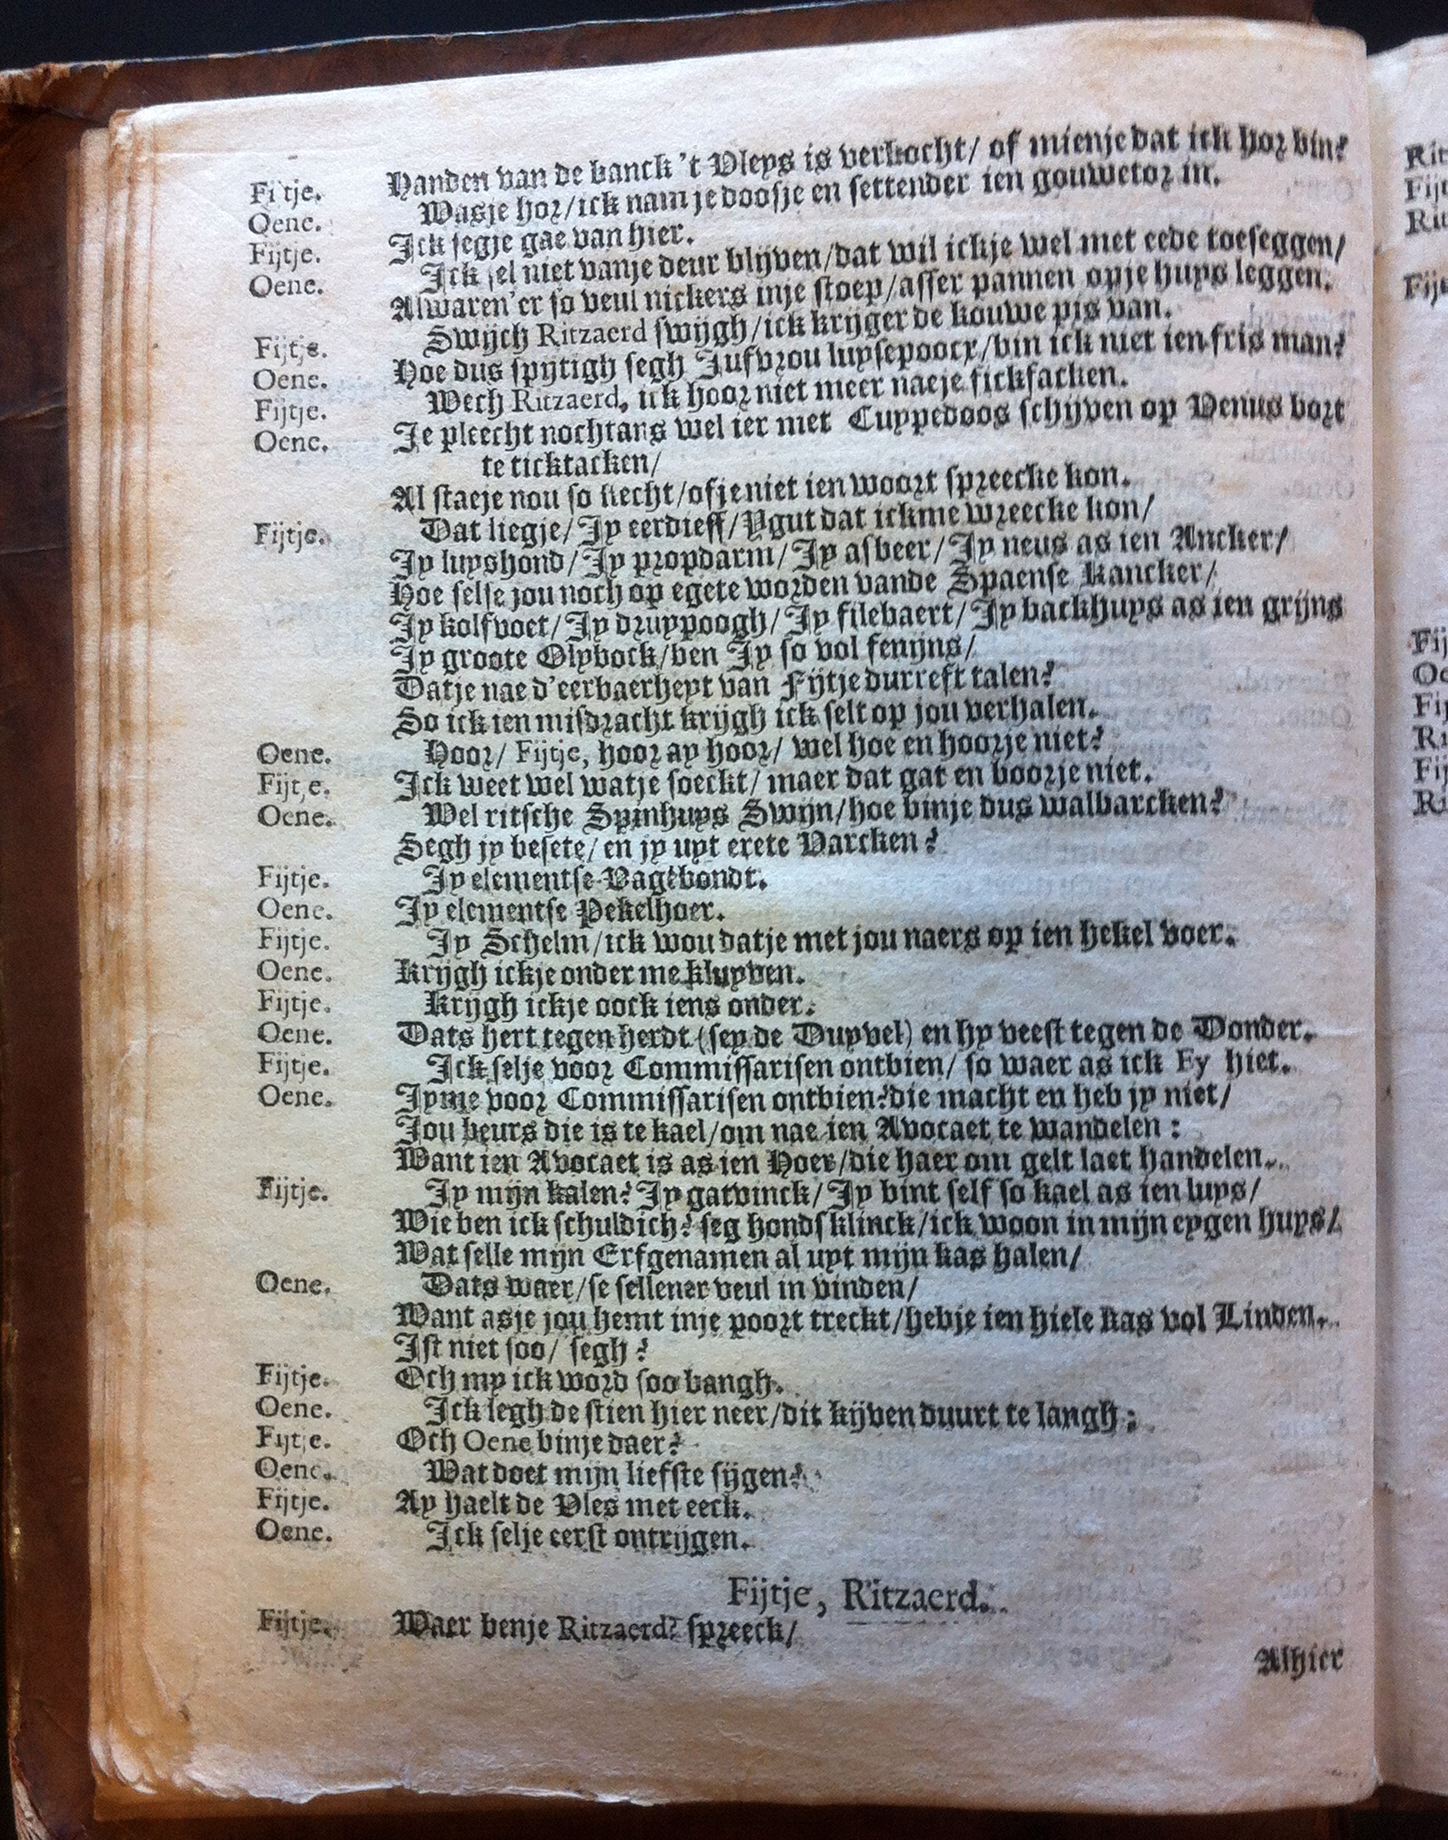 Handen van de banck 't Vleys is verkocht/ of mienje dat ick hor bin?
Fijtje. Wasje hor/ick nam je doosje en settender ien gouwetor in.
Oene. Ick segje gae van hier.
Fijtje. Ick sel niet vanje deur blijven/dat wil ickje wel met eede toeseggen/
Oene. Alwaren'er so veul nickers inje stoep/asser pannen opje huys leggen.
Fijtje. Swijch Ritzaerd swijgh/ick krijger de kouwe pis van.
Oene. Hoe dus spijtigh segh Jufvrou luysepoocx/bin ick niet ien fris man?
Fijtje. Wech Ritzaerd, ick hoor niet meer naeje fickfacken.
Oene. Je pleecht nochtans wel ier met Cuypedoos schijven op Venus bort
te ticktacken/
Al staeje nou so hecht/ofje niet ien woort spreecke kon.
Fijtje. Dat liegje/Jy eerdieff/Ygut dat ickme wreecke kon/
Jy luyshond/Jy propdarm/Jy asbeer/Jy neus as ien Ancker/
Hoe selse jou noch op egete worden vande Spaense kancker/
Jy kolfvoet/Jy druypoogh/Jy filebaert/Jy backhuys as ien grijns
Jy groote Olybock/ben Jy so vol fenijns/
Datje nae d'eerbaerheyt van Fijtje durreft talen?
So ick ien misdracht krijgh ick selt op jou verhalen.
Oene. Hoor/ Fijtje, hoor ay hoor/ wel hoe en hoorje niet?
Fijtje. Ick weet wel watje soeckt/ maer dat gat en boorje niet.
Oene. Wel ritsche Spinhuys Swijn/hoe binje dus walbarcken?
Segh jy besete/ en jy uyt erete Varcken?
Fijtje. Jy elementse Vagebondt.
Oene. Jy elementse Pekelhoer.
Fijtje. Jy Schelm/ick wou datje met jou naers op ien hekel voer.
Oene. Krijgh ickje onder me kluyven.
Fijtje. Krijgh ickje oock iens onder.
Oene. Dats hert tegen herdt (sey de Duyvel) en hy veest tegen de Donder.
Fijtje. Ick selje voor Commissarisen ontbien/ so waer as ick Fy hiet.
Oene. Jyme voor Commissarisen ontbien?die macht en heb jy niet/
Jou beurs die is te kael/om nae ien Avocaet te wandelen:
Want ien Avocaet is as ien Hoer/die haer om gelt laet handelen.
Fijtje. Jy mijn kalen? Jy gatvinck/Jy bint self so kael as ien luys/
Wie ben ick schuldich? seg hondsklinck/ick woon in mijn eygen huys/
Wat selle mijn Erfgenamen al uyt mijn kas halen/
Oene. Dats waer/se sellener veul in vinden/
Want asje jou hemt inje poort treckt/hebje ien hiele kas vol Linden.
Ist niet soo/ segh?
Fijtje. Och my ick word soo bangh.
Oene. Ick legh de stien hier neer/dit kijven duurt te langh;
Fijtje. Och Oene binje daer?
Oene. Wat doet mijn liefste sijgen?
Fijtje. Ay haelt de Vles met eeck.
Oene. Ick selje eerst ontrijgen.
Fijtje, Ritzaerd.
Fijtje. Waer benje Ritzaerd? spreeck/
Alhier